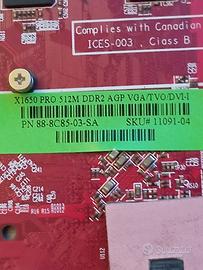 Complies with Canadian
ICES-003 . Class B
X1650 PRO 512M DDR2 AGP VGA/TVO/DVI-I
PN 88-8C85-03-SA SKU# 11091-04
U112